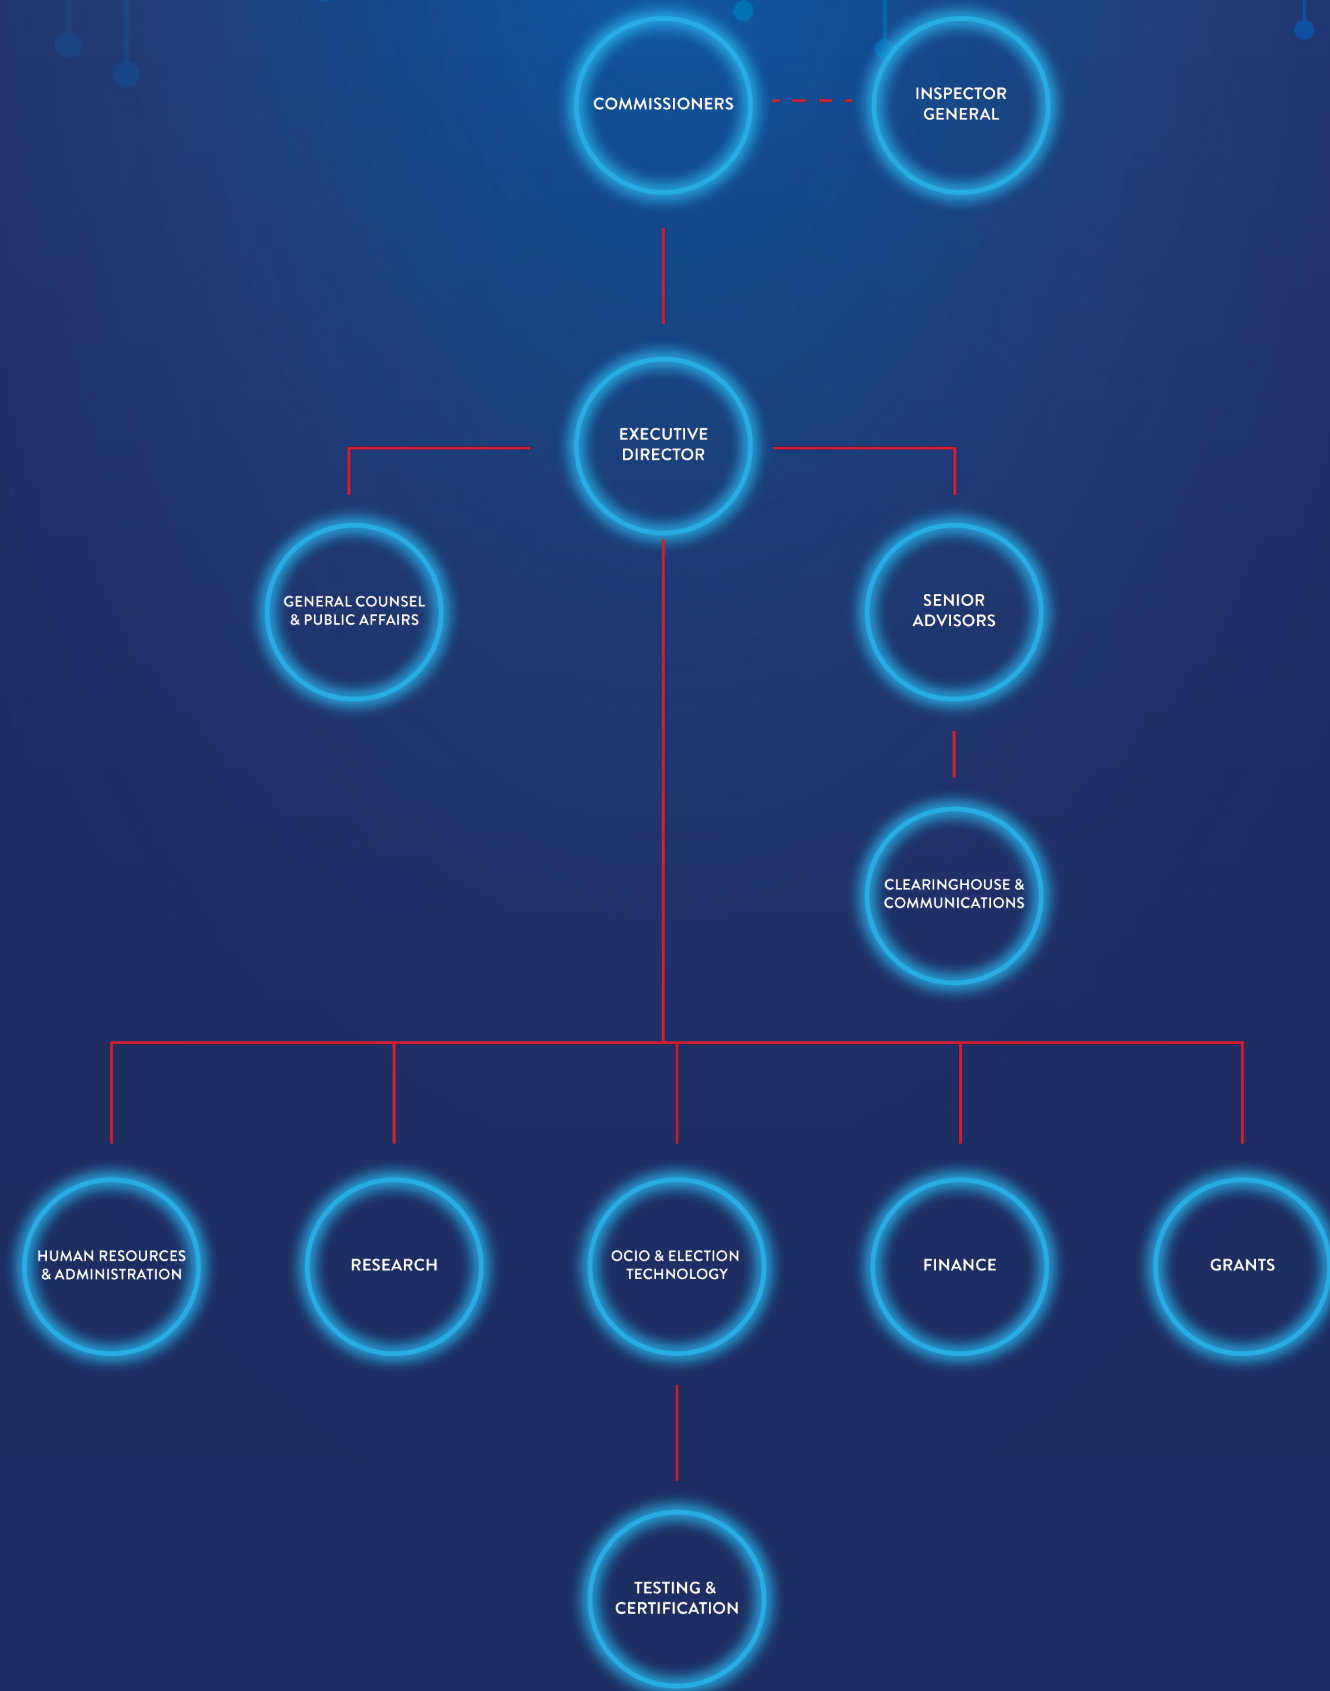 COMMISSIONERS
INSPECTOR
GENERAL
EXECUTIVE
DIRECTOR
GENERAL COUNSEL
& PUBLIC AFFAIRS
SENIOR
ADVISORS
CLEARINGHOUSE &
COMMUNICATIONS
HUMAN RESOURCES
& ADMINISTRATION
RESEARCH
OCIO & ELECTION
TECHNOLOGY
FINANCE
GRANTS
TESTING &
CERTIFICATION